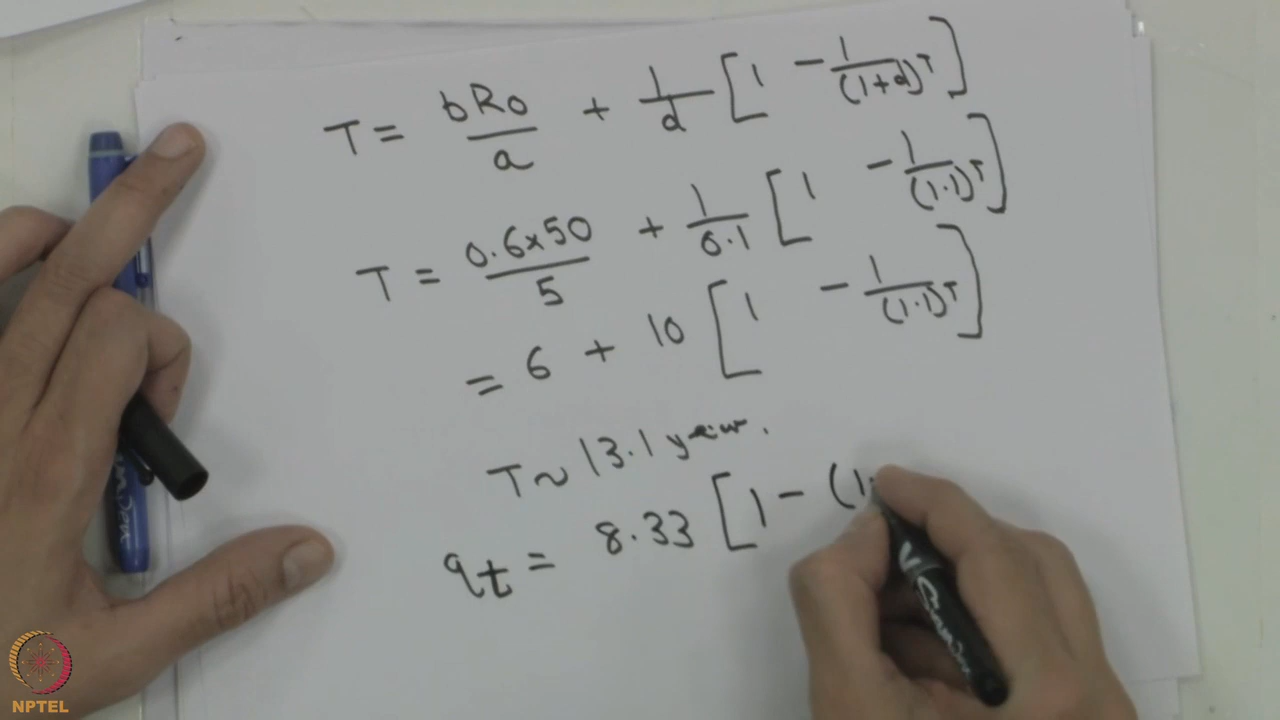 T = bR0/a + 1/d [1 - 1/(1+d)^T]
T = 0.6×50/5 + 1/0.1 [1 - 1/(1.1)^T]
= 6 + 10 [1 - 1/(1.1)^T]
T ~ 13.1 year.
qt = 8.33 [1 - (1.
NPTEL